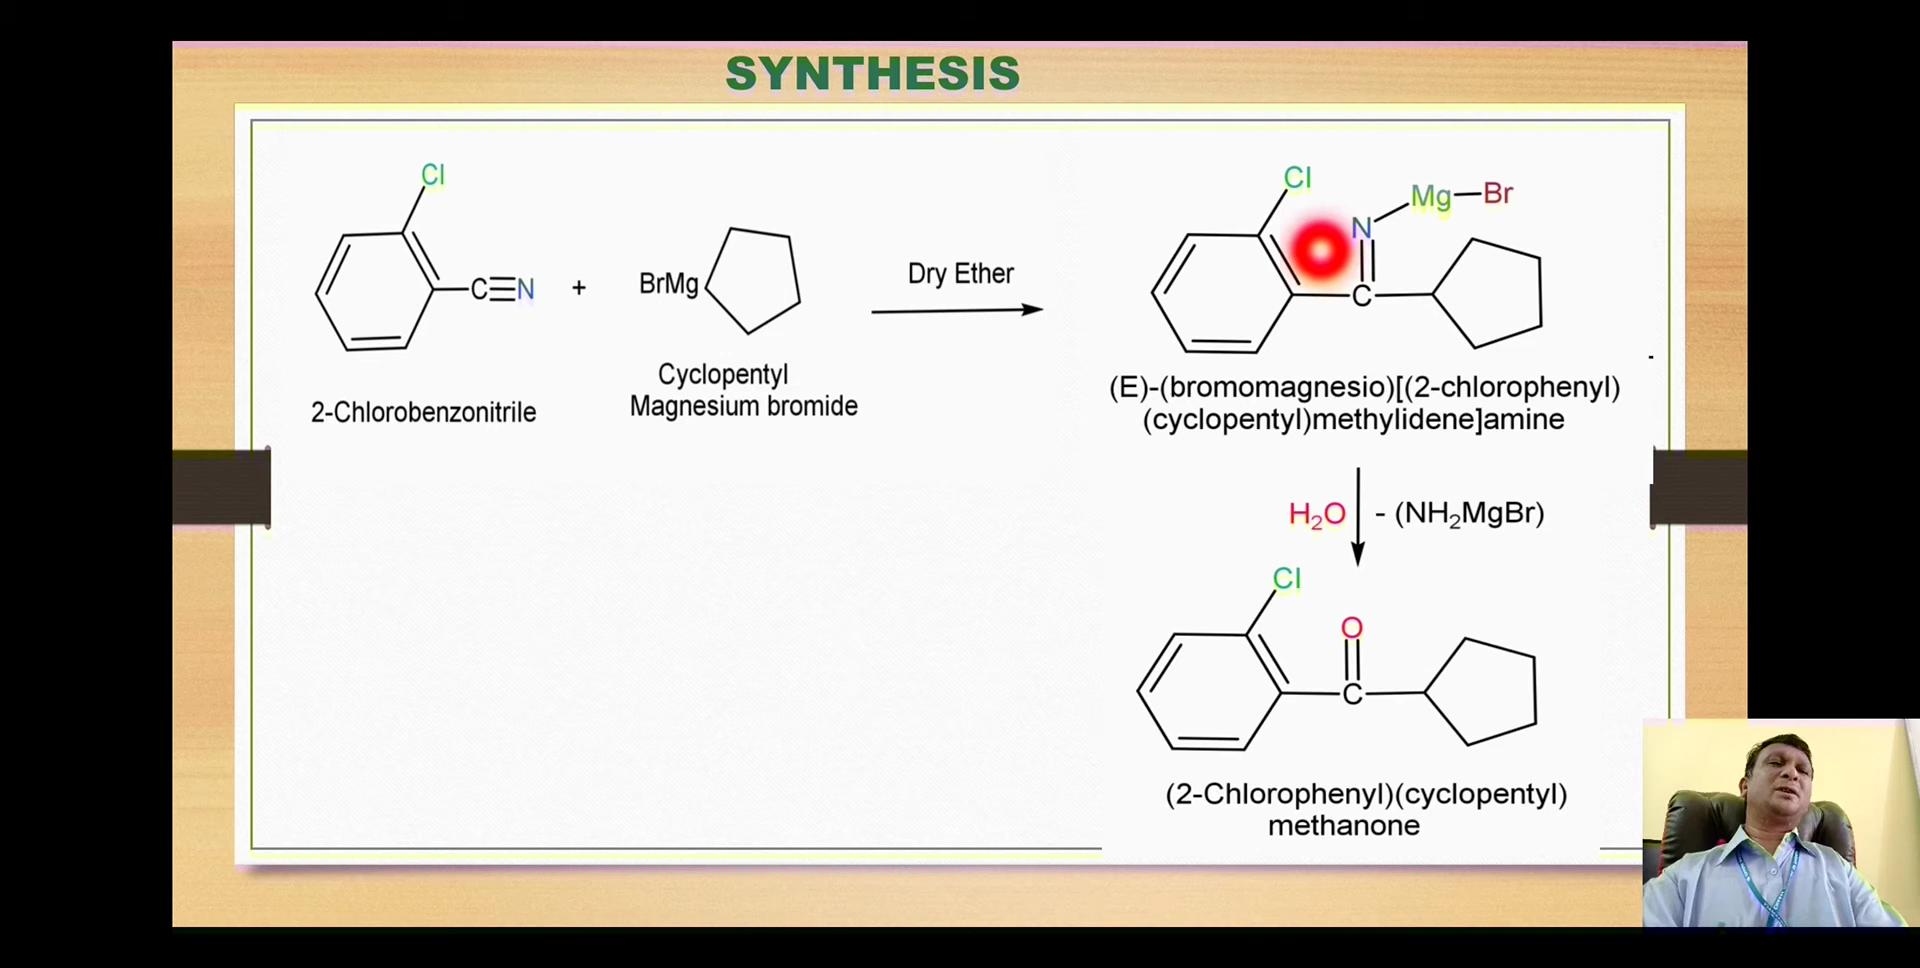 SYNTHESIS
Cl
C≡N
+
BrMg
Dry Ether
Cl
N
Mg
Br
C
2-Chlorobenzonitrile
Cyclopentyl
Magnesium bromide
(E)-(bromomagnesio)[(2-chlorophenyl)
(cyclopentyl)methylidene]amine
H₂O
- (NH₂MgBr)
Cl
O
C
(2-Chlorophenyl)(cyclopentyl)
methanone